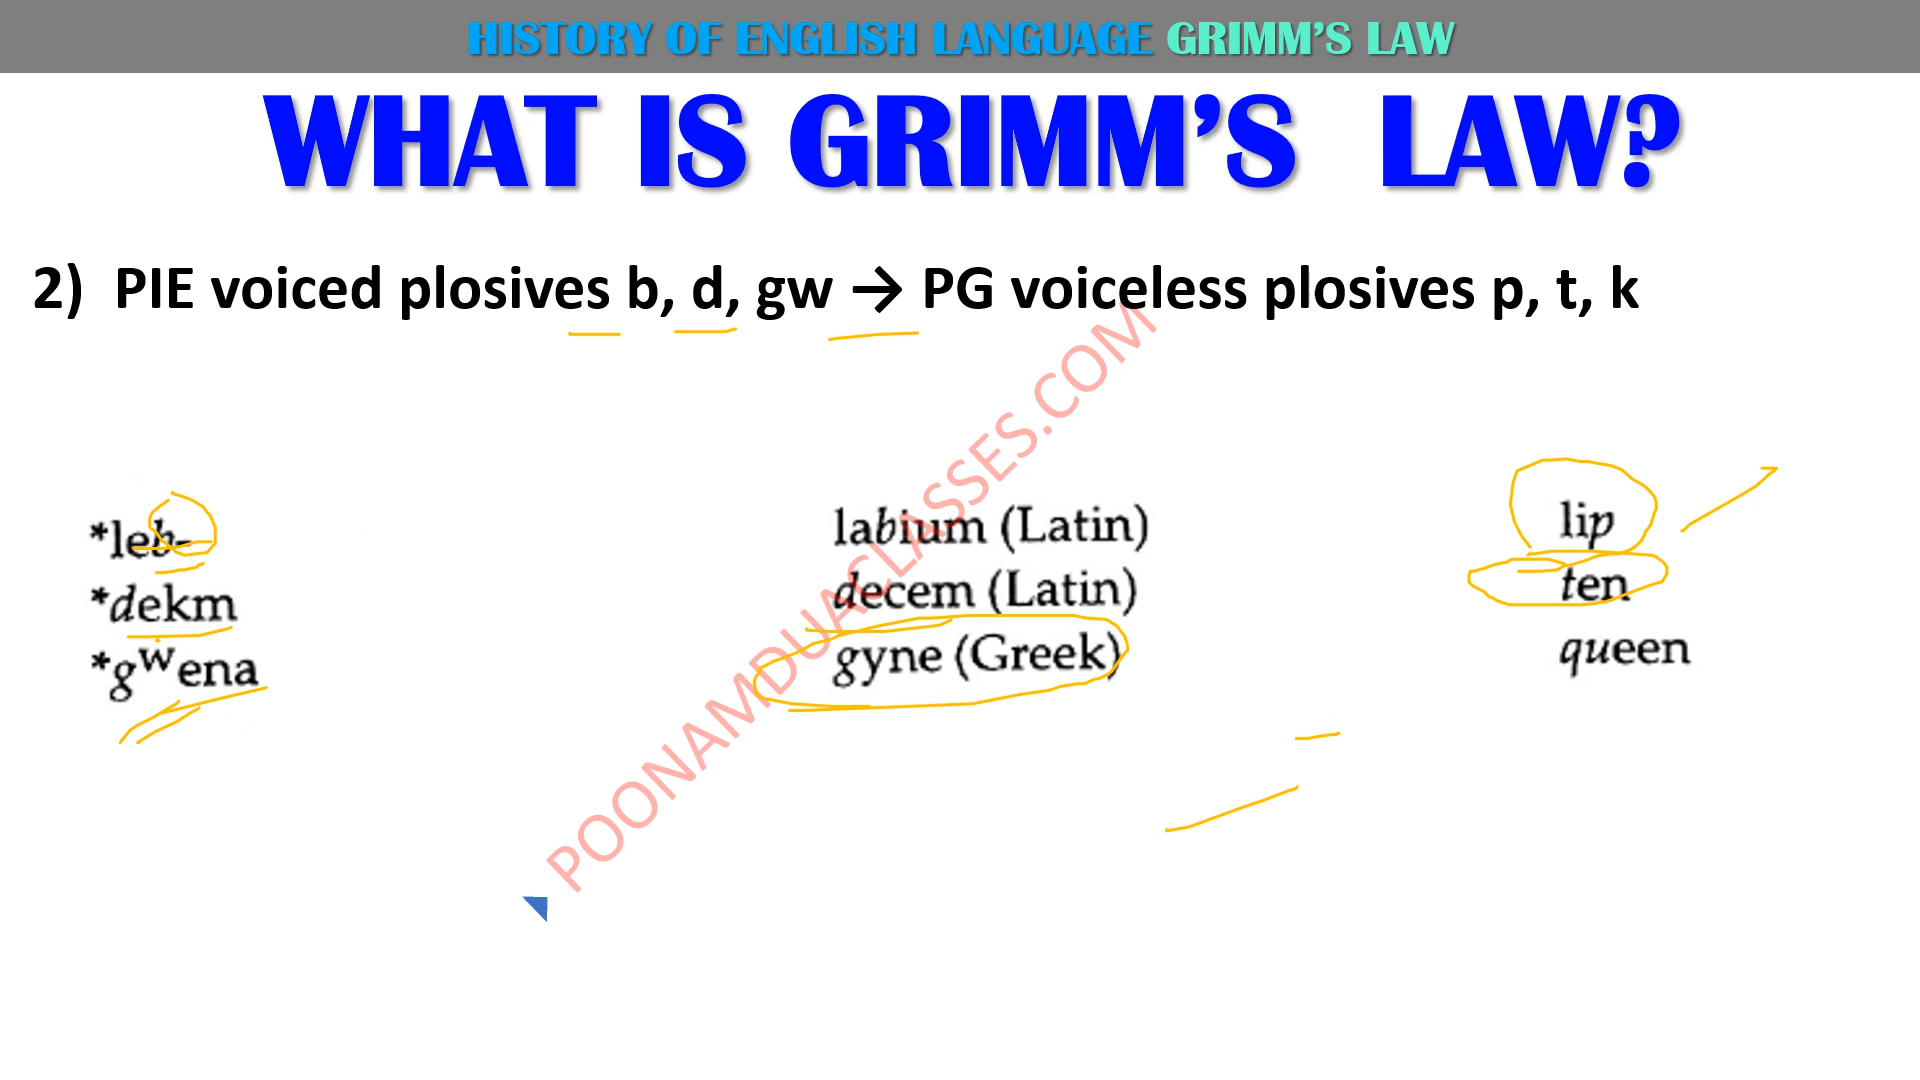 HISTORY OF ENGLISH LANGUAGE GRIMM'S LAW
WHAT IS GRIMM'S LAW?
2) PIE voiced plosives b, d, gw → PG voiceless plosives p, t, k
*leb- labium (Latin) lip
*dekm decem (Latin) ten
*gʷena gyne (Greek) queen
POONAMDUACLASSES.COM